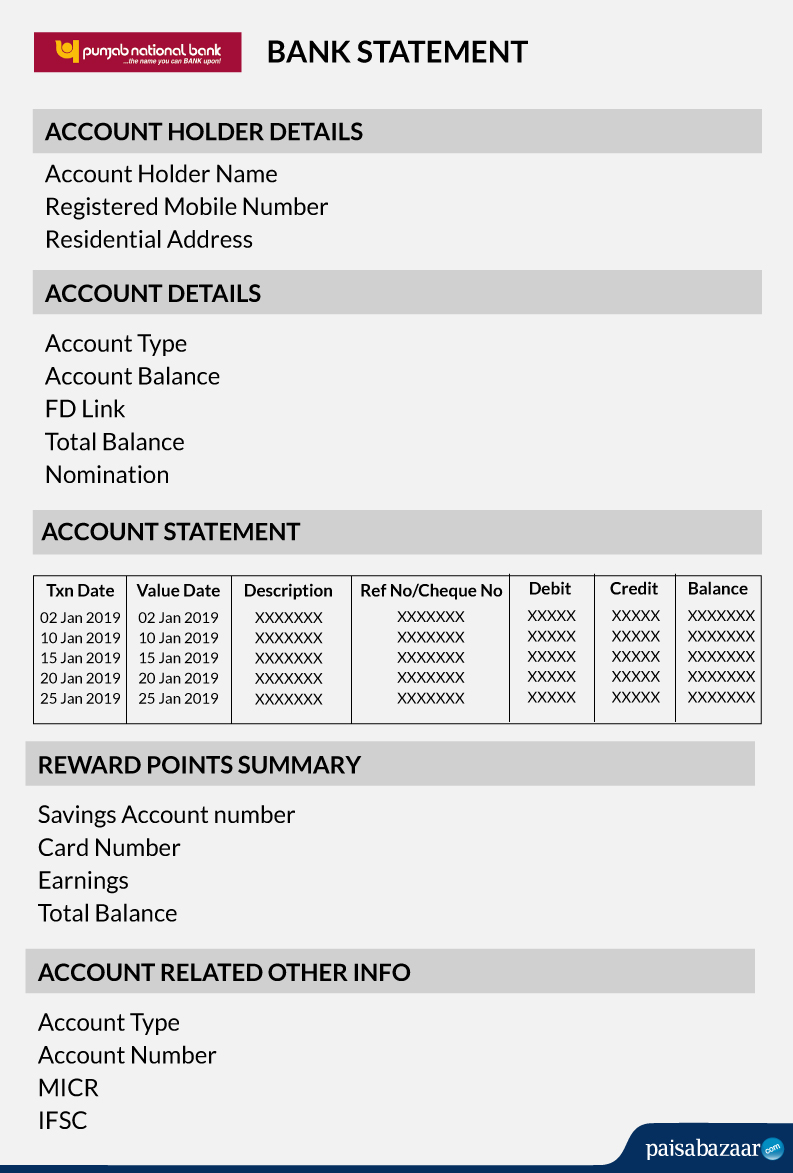 punjab national bank
...the name you can BANK upon!
BANK STATEMENT
ACCOUNT HOLDER DETAILS
Account Holder Name
Registered Mobile Number
Residential Address
ACCOUNT DETAILS
Account Type
Account Balance
FD Link
Total Balance
Nomination
ACCOUNT STATEMENT
Txn Date Value Date Description Ref No/Cheque No Debit Credit Balance
02 Jan 2019 02 Jan 2019 XXXXXXX XXXXXXX XXXXX XXXXX XXXXXXX
10 Jan 2019 10 Jan 2019 XXXXXXX XXXXXXX XXXXX XXXXX XXXXXXX
15 Jan 2019 15 Jan 2019 XXXXXXX XXXXXXX XXXXX XXXXX XXXXXXX
20 Jan 2019 20 Jan 2019 XXXXXXX XXXXXXX XXXXX XXXXX XXXXXXX
25 Jan 2019 25 Jan 2019 XXXXXXX XXXXXXX XXXXX XXXXX XXXXXXX
REWARD POINTS SUMMARY
Savings Account number
Card Number
Earnings
Total Balance
ACCOUNT RELATED OTHER INFO
Account Type
Account Number
MICR
IFSC
paisabazaar com